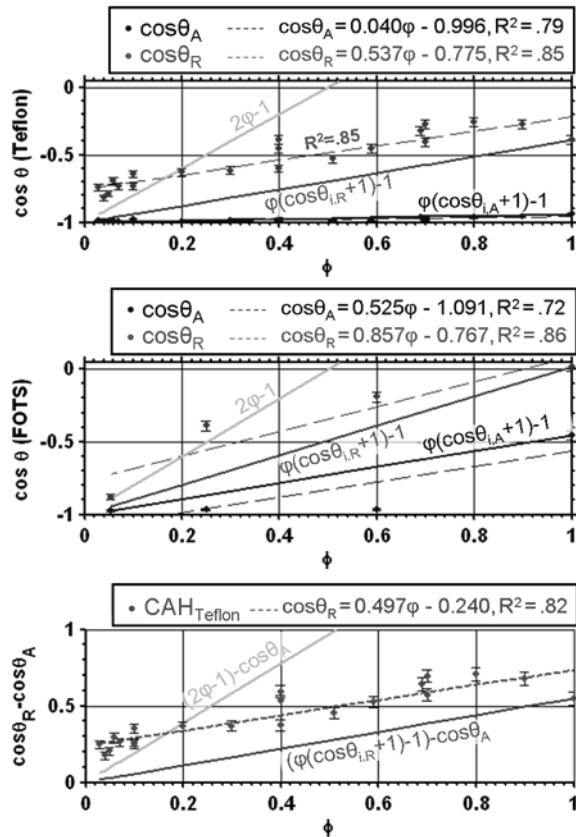 cosθA cosθA=0.040φ - 0.996, R²= .79
cosθR cosθR=0.537φ - 0.775, R²= .85
cos θ (Teflon)
0
-0.5
-1
2φ-1
R²=.85
φ(cosθi,R+1)-1
φ(cosθi,A+1)-1
0 0.2 0.4 0.6 0.8 1
ϕ
cosθA cosθA=0.525φ - 1.091, R²= .72
cosθR cosθR=0.857φ - 0.767, R²= .86
cos θ (FOTS)
0
-0.5
-1
2φ-1
φ(cosθi,R+1)-1
φ(cosθi,A+1)-1
0 0.2 0.4 0.6 0.8 1
ϕ
CAHTeflon cosθR=0.497φ - 0.240, R²= .82
cosθR-cosθA
1
0.5
0
(2φ-1)-cosθA
(φ(cosθi,R+1)-1)-cosθA
0 0.2 0.4 0.6 0.8 1
ϕ